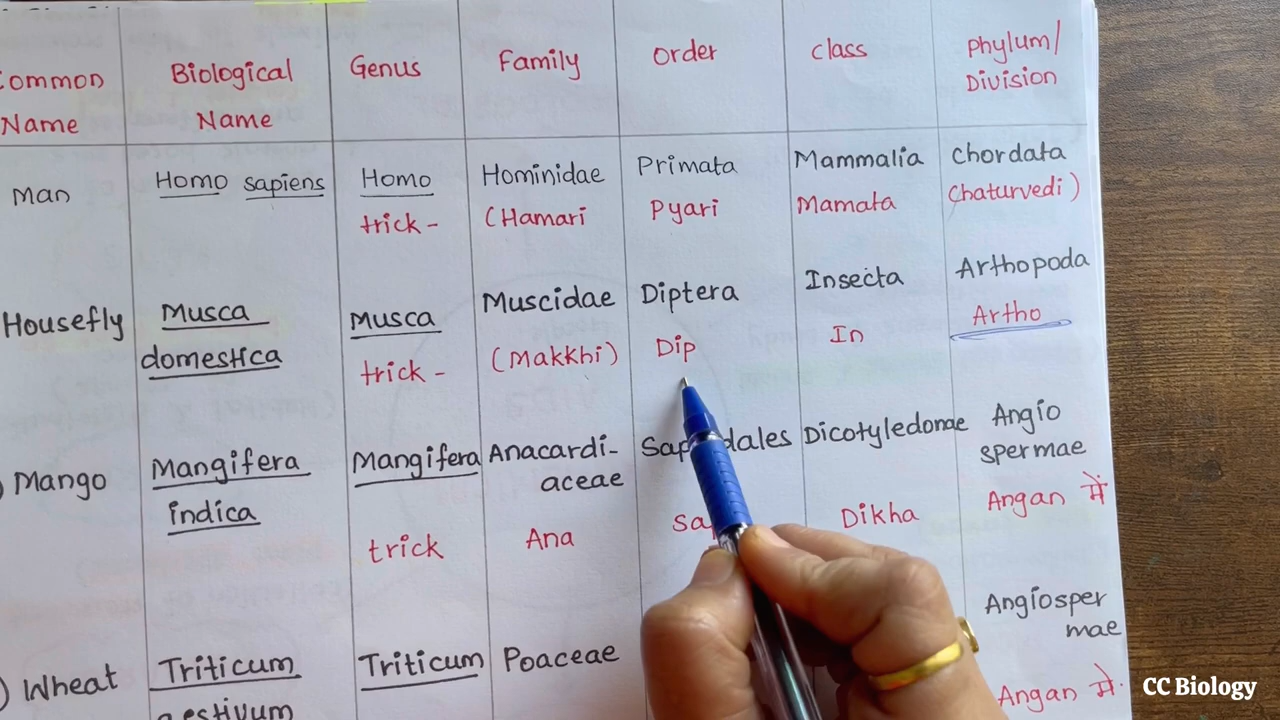 Common Name
Biological Name
Genus
Family
Order
Class
Phylum/ Division
Man
Homo sapiens
Homo
Hominidae
Primata
Mammalia
Chordata
trick -
(Hamari
Pyari
Mamata
Chaturvedi)
Housefly
Musca
domestica
Musca
Muscidae
Diptera
Insecta
Arthopoda
trick -
(Makkhi)
Dip
In
Artho
Mango
Mangifera
indica
Mangifera
Anacardi-
aceae
Dicotyledonae
Angio
spermae
trick
Ana
Dikha
Angan में
Wheat
Triticum
aestivum
Triticum
Poaceae
Angiosper
mae
Angan में
CC Biology